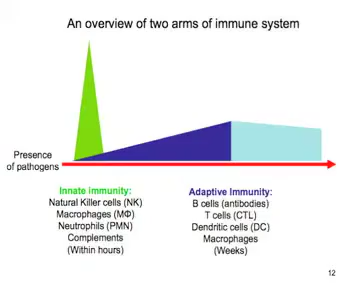 An overview of two arms of immune system
Presence
of pathogens
Innate immunity:
Natural Killer cells (NK)
Macrophages (MΦ)
Neutrophils (PMN)
Complements
(Within hours)
Adaptive Immunity:
B cells (antibodies)
T cells (CTL)
Dendritic cells (DC)
Macrophages
(Weeks)
12